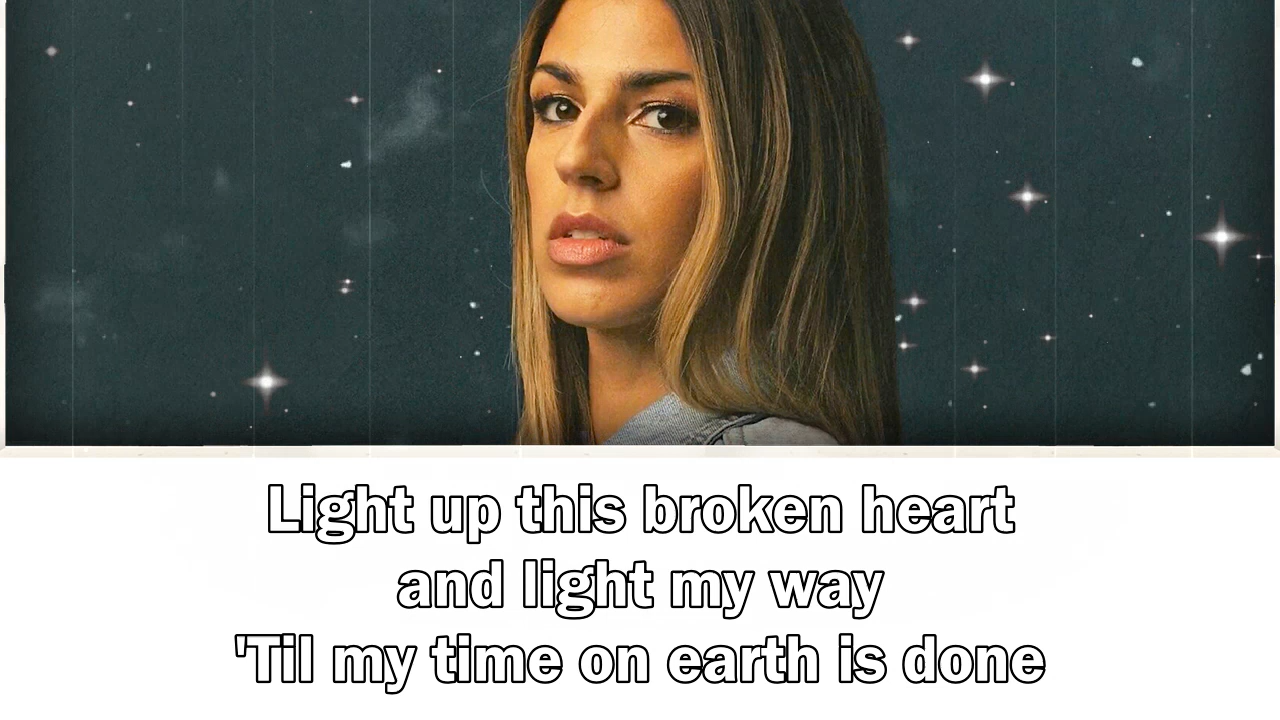 Light up this broken heart
and light my way
'Til my time on earth is done